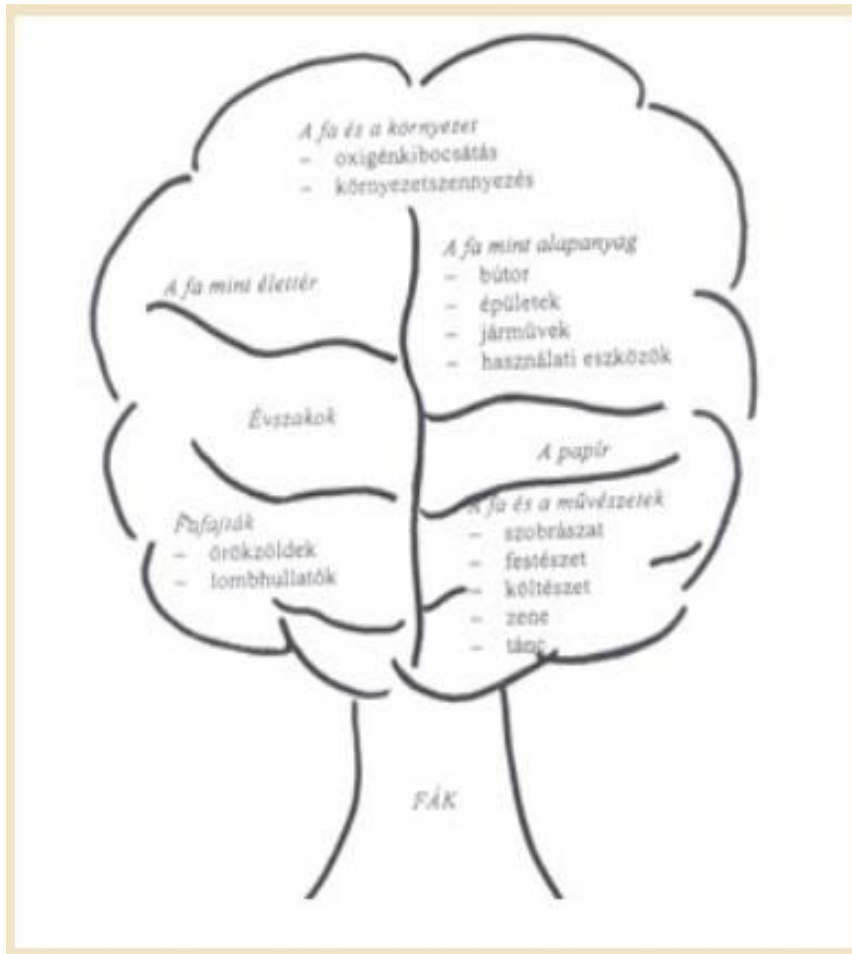 A fa és a környezet
– oxigénkibocsátás
– környezetszennyezés
A fa mint élettér
A fa mint alapanyag
– bútor
– épületek
– járművek
– használati eszközök
Évszakok
A papír
Fafajták
– örökzöldek
– lombhullatók
A fa és a művészetek
– szobrászat
– festészet
– költészet
– zene
– tánc
FÁK